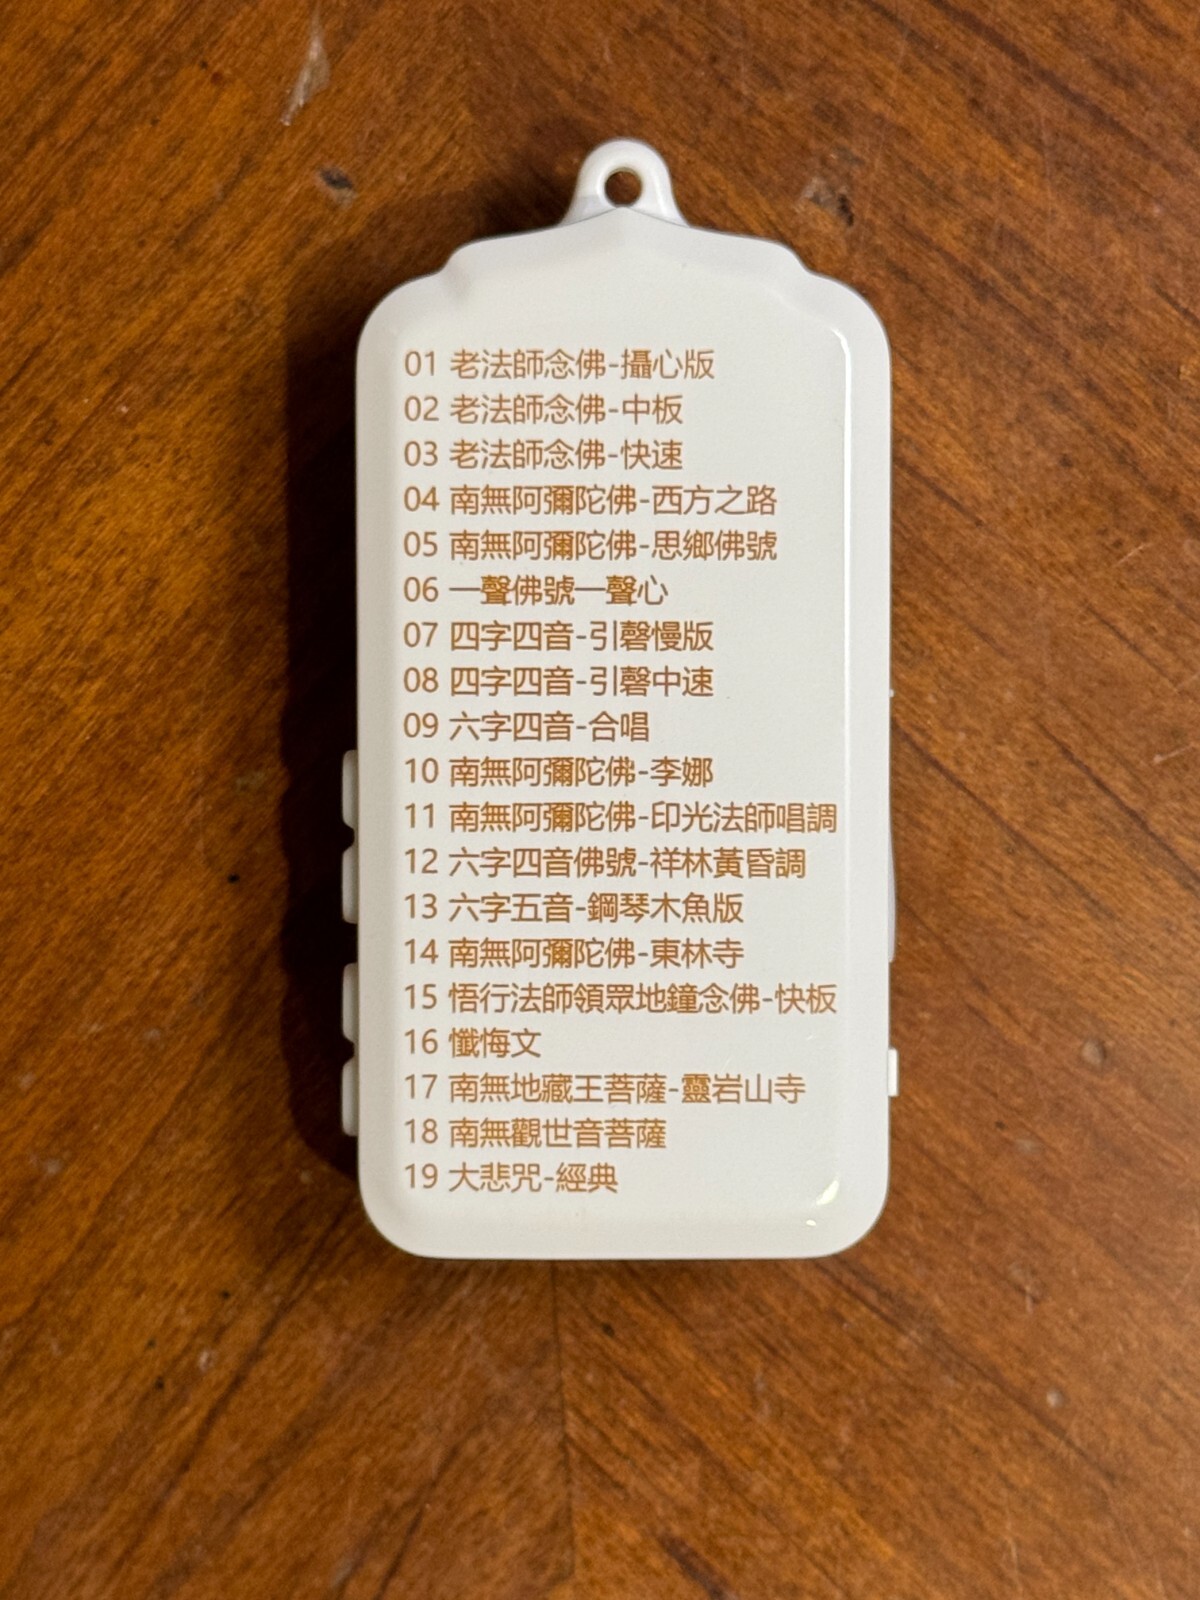 01 老法師念佛-攝心版
02 老法師念佛-中板
03 老法師念佛-快速
04 南無阿彌陀佛-西方之路
05 南無阿彌陀佛-思鄉佛號
06 一聲佛號一聲心
07 四字四音-引磬慢版
08 四字四音-引磬中速
09 六字四音-合唱
10 南無阿彌陀佛-李娜
11 南無阿彌陀佛-印光法師唱調
12 六字四音佛號-祥林黃昏調
13 六字五音-鋼琴木魚版
14 南無阿彌陀佛-東林寺
15 悟行法師領眾地鐘念佛-快板
16 懺悔文
17 南無地藏王菩薩-靈岩山寺
18 南無觀世音菩薩
19 大悲咒-經典